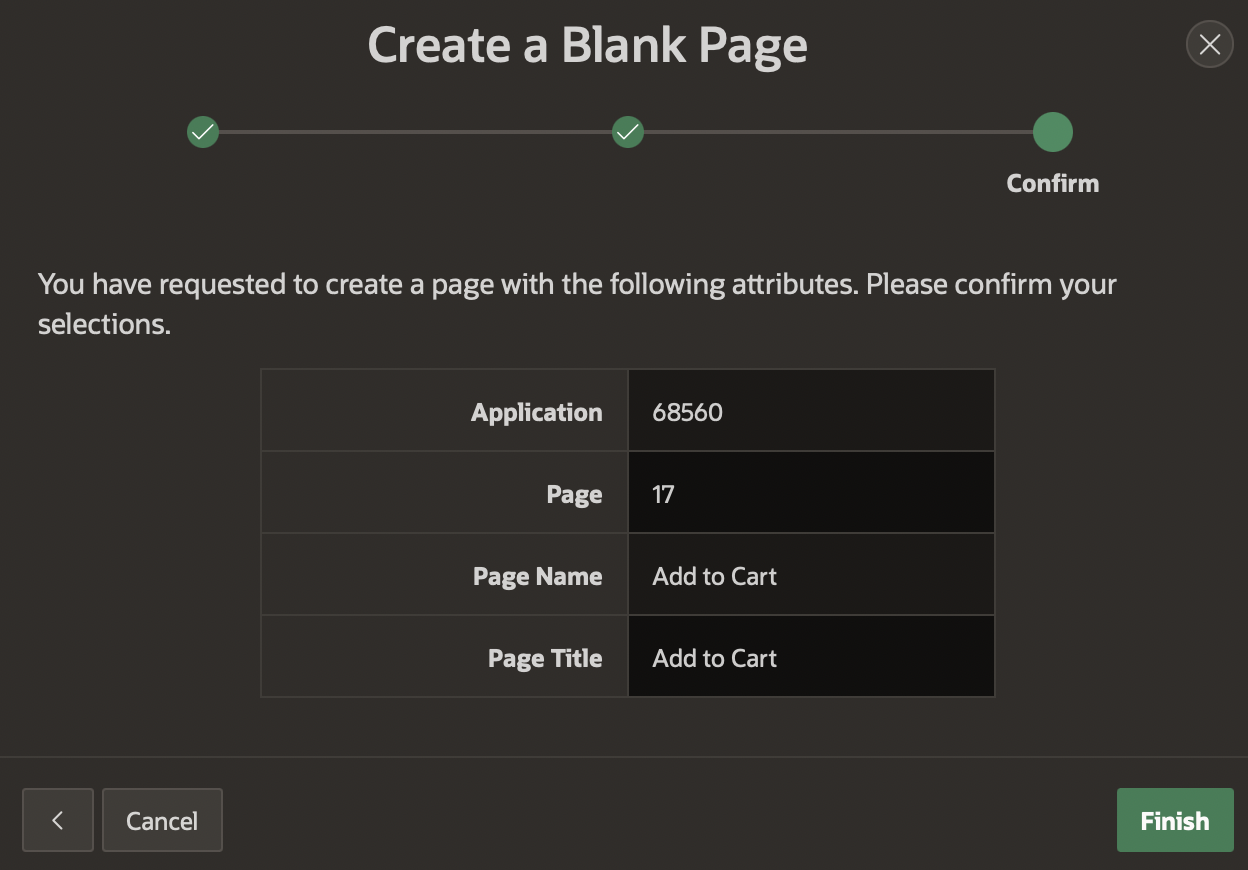 Create a Blank Page
Confirm
You have requested to create a page with the following attributes. Please confirm your
selections.
Application 68560
Page 17
Page Name Add to Cart
Page Title Add to Cart
Cancel
Finish